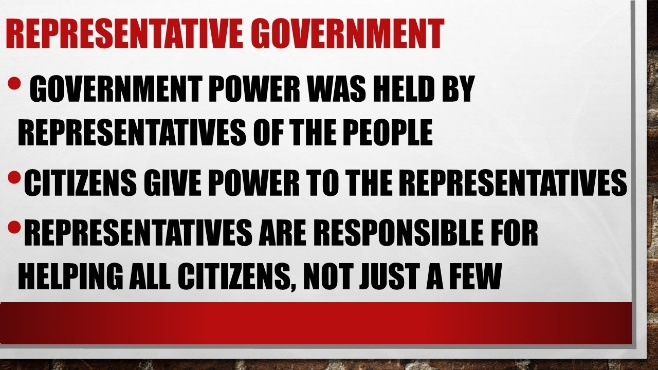 REPRESENTATIVE GOVERNMENT
• GOVERNMENT POWER WAS HELD BY
REPRESENTATIVES OF THE PEOPLE
•CITIZENS GIVE POWER TO THE REPRESENTATIVES
•REPRESENTATIVES ARE RESPONSIBLE FOR
HELPING ALL CITIZENS, NOT JUST A FEW